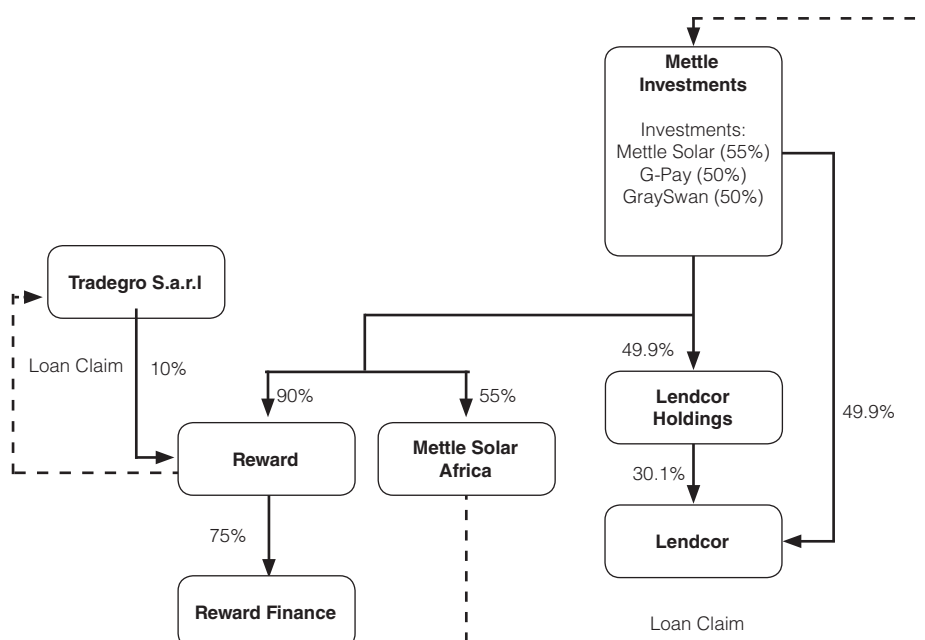 Mettle
Investments
Investments:
Mettle Solar (55%)
G-Pay (50%)
GraySwan (50%)
Tradegro S.a.r.l
Loan Claim
10%
49.9%
90%
55%
Lendcor
Holdings
49.9%
Reward
Mettle Solar
Africa
30.1%
75%
Lendcor
Reward Finance
Loan Claim